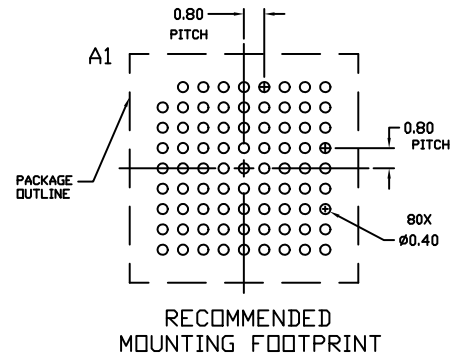 0.80
PITCH
A1
0.80
PITCH
PACKAGE
OUTLINE
80X
Ø0.40
RECOMMENDED
MOUNTING FOOTPRINT